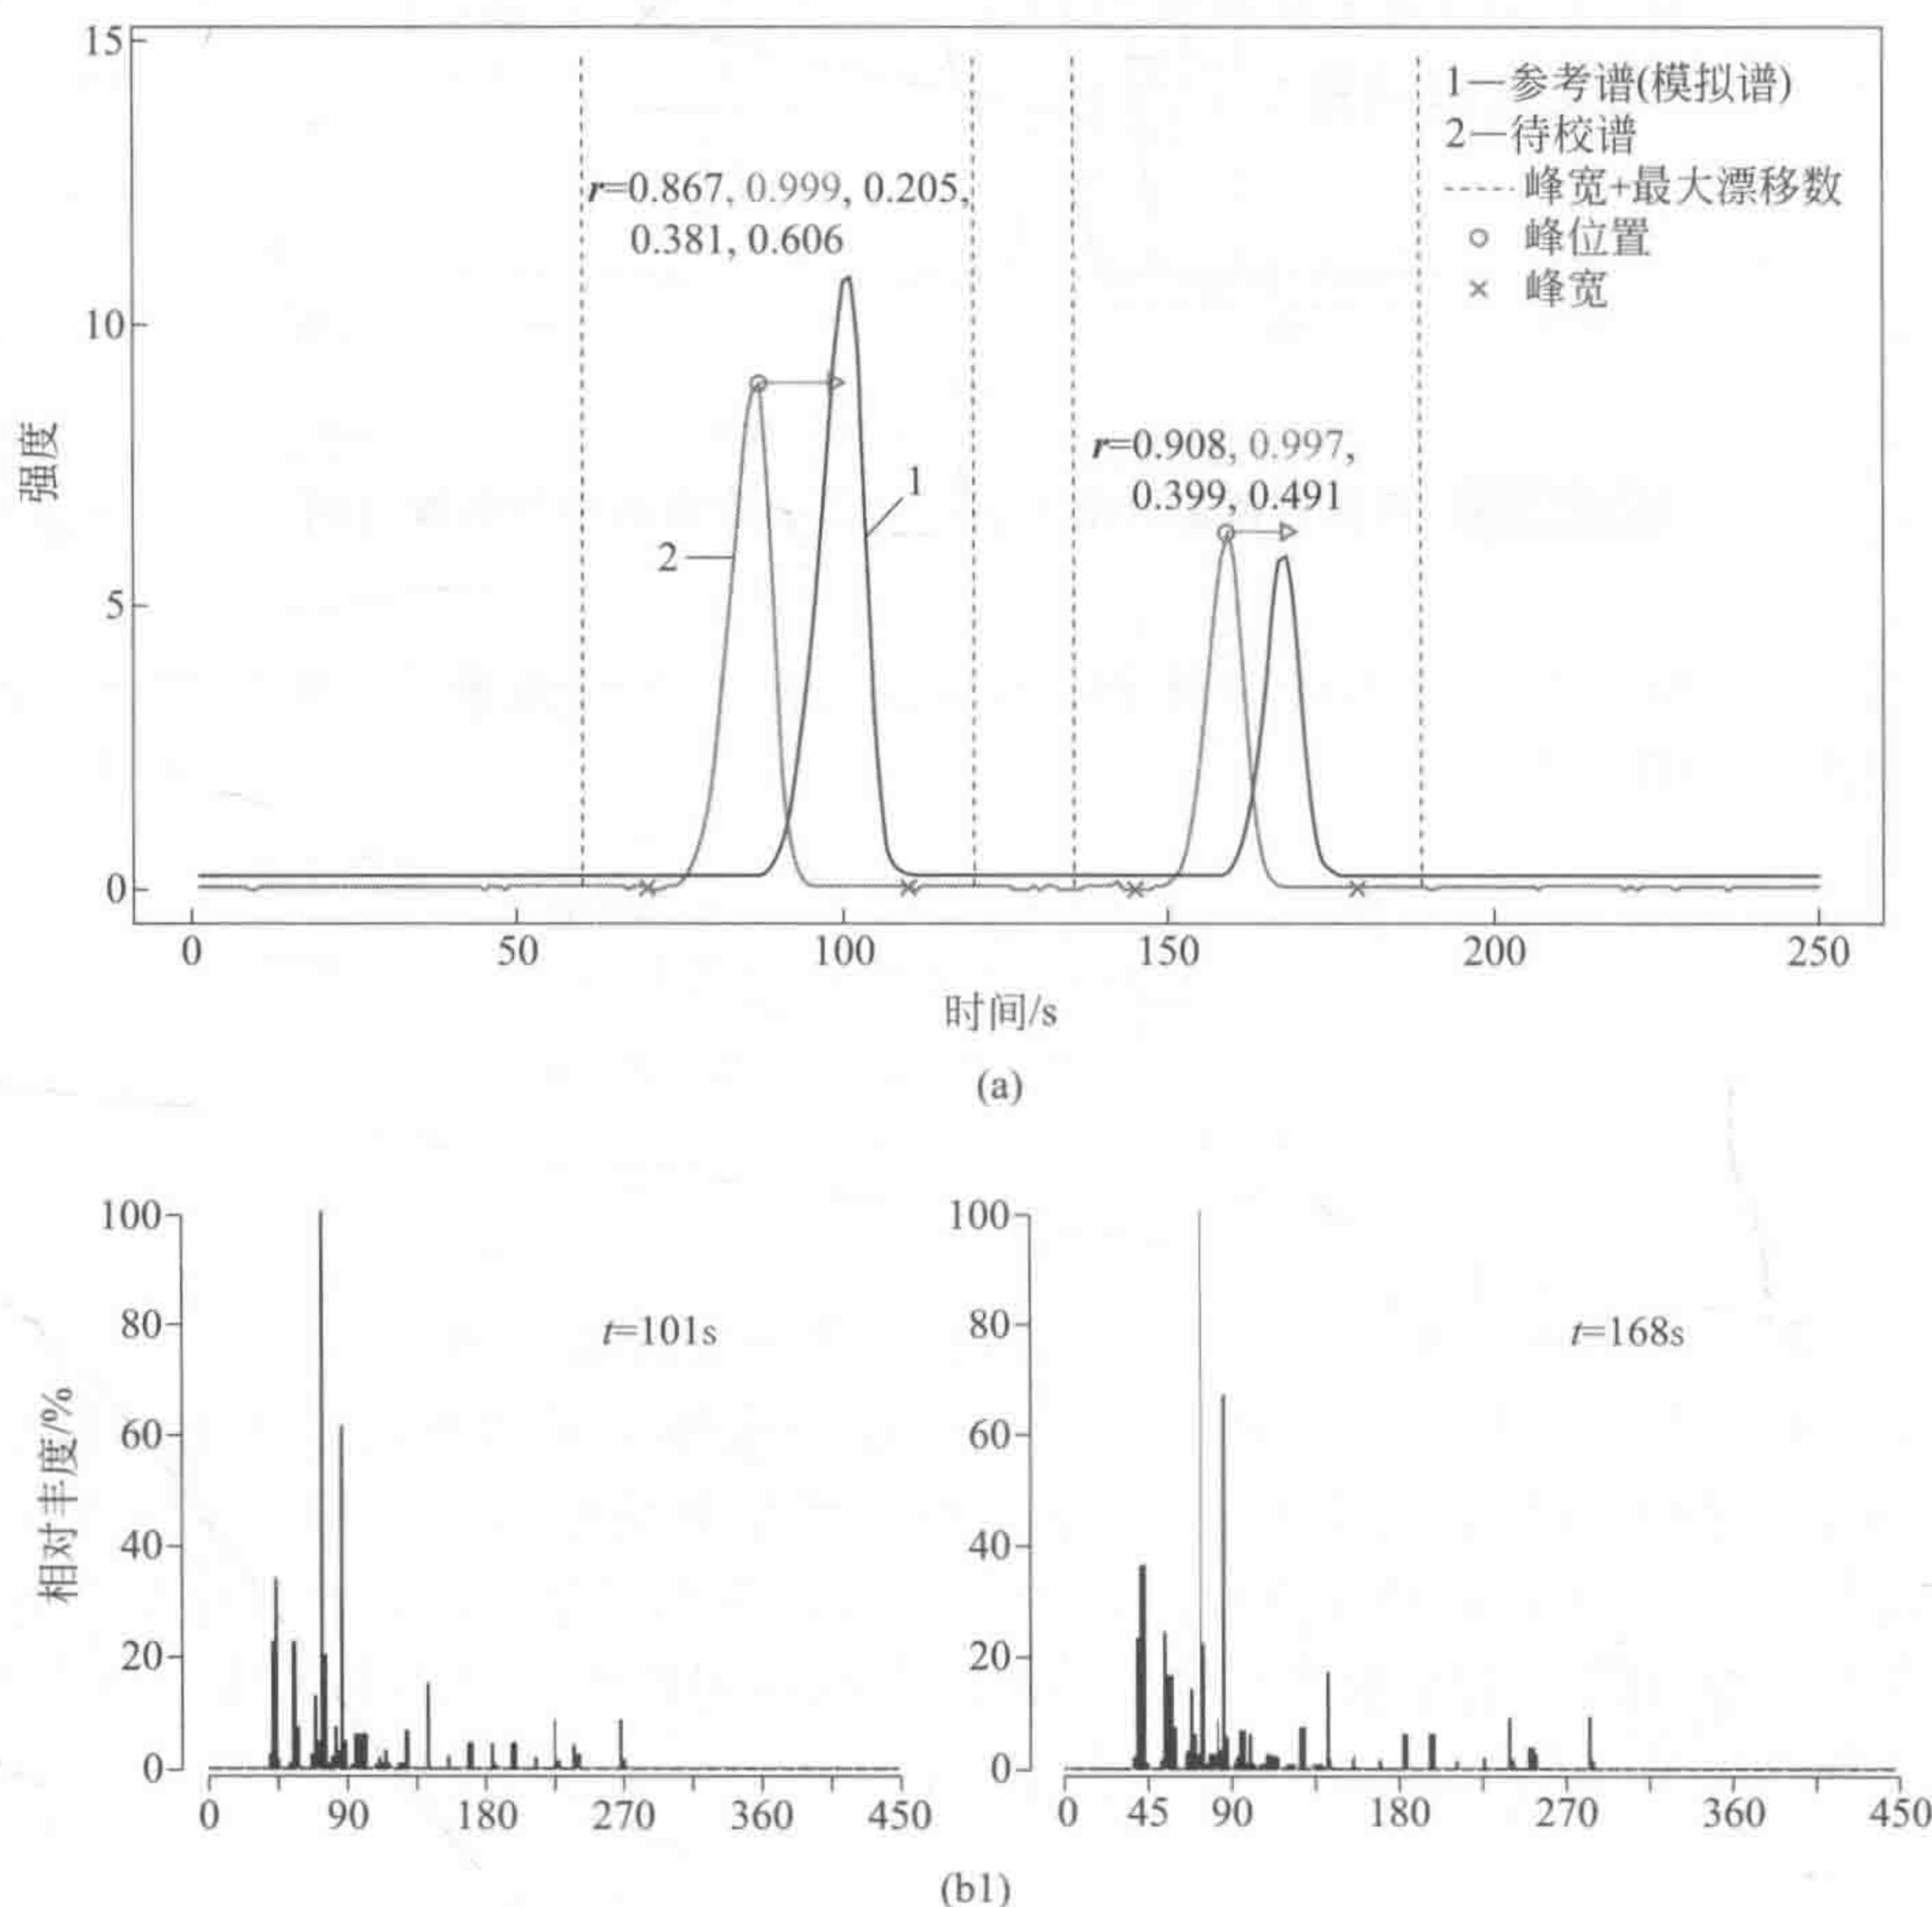 15
10
5
0
强度
1—参考谱(模拟谱)
2—待校谱
峰宽+最大漂移数
峰位置
峰宽
r=0.867, 0.999, 0.205,
0.381, 0.606
r=0.908, 0.997,
0.399, 0.491
1
2
0 50 100 150 200 250
时间/s
(a)
相对丰度/%
100
80
60
40
20
0
t=101s
0 90 180 270 360 450
100
80
60
40
20
0
t=168s
0 45 90 180 270 360 450
(b1)